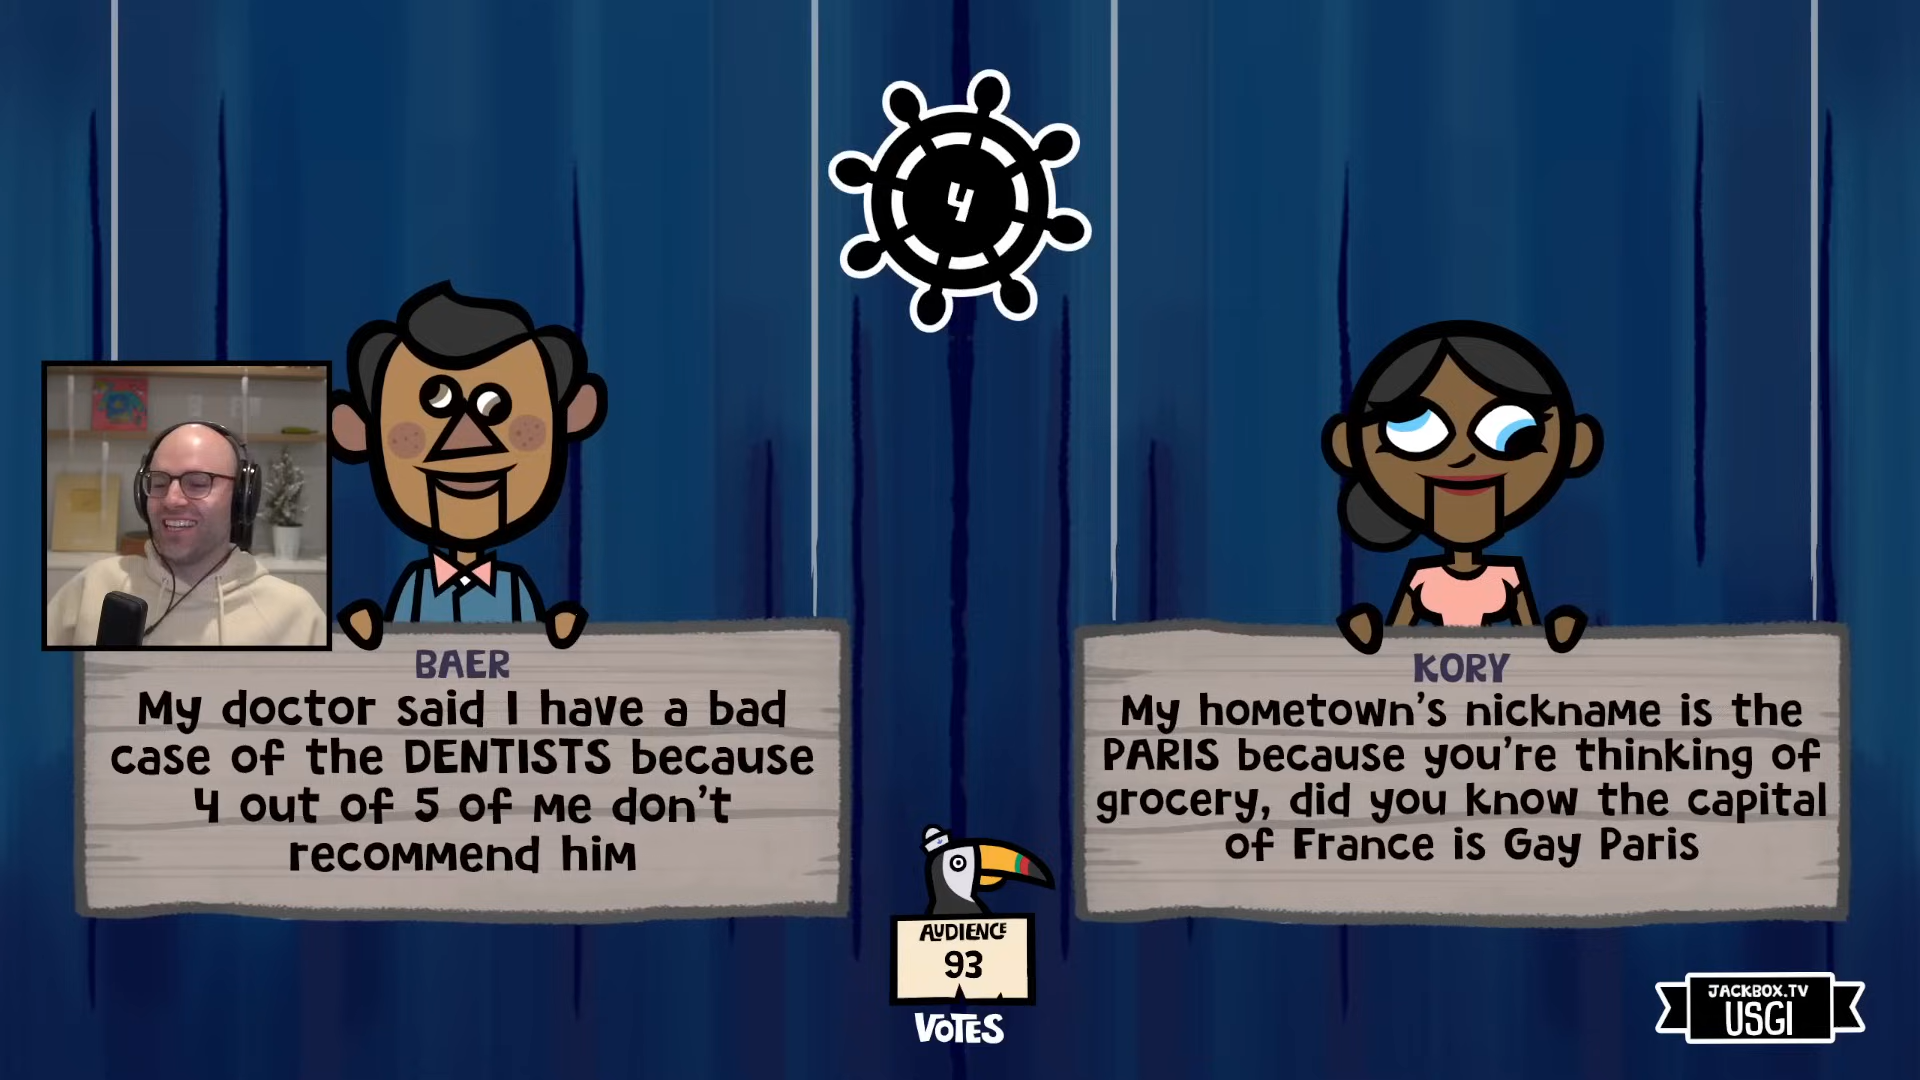 4
BAER
My doctor said I have a bad
case of the DENTISTS because
4 out of 5 of me don't
recommend him
KORY
My hometown's nickname is the
PARIS because you're thinking of
grocery, did you know the capital
of France is Gay Paris
AUDIENCE
93
VOTES
JACKBOX.TV
USGI